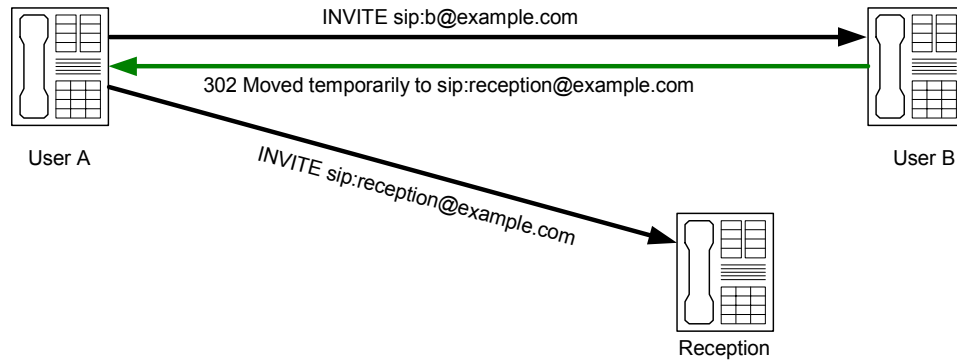 INVITE sip:b@example.com
302 Moved temporarily to sip:reception@example.com
User A
User B
INVITE sip:reception@example.com
Reception